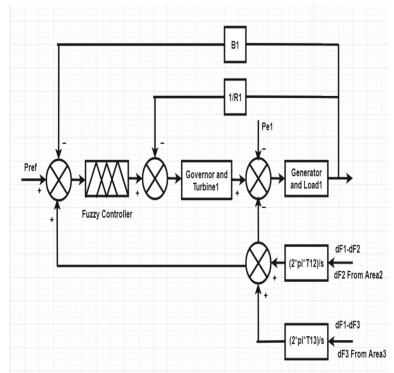 B1
1/R1
Pe1
Pref
Governor and
Turbine1
Generator
and Load1
Fuzzy Controller
dF1-dF2
(2*pi*T12)/s
dF2 From Area2
dF1-dF3
(2*pi*T13)/s
dF3 From Area3